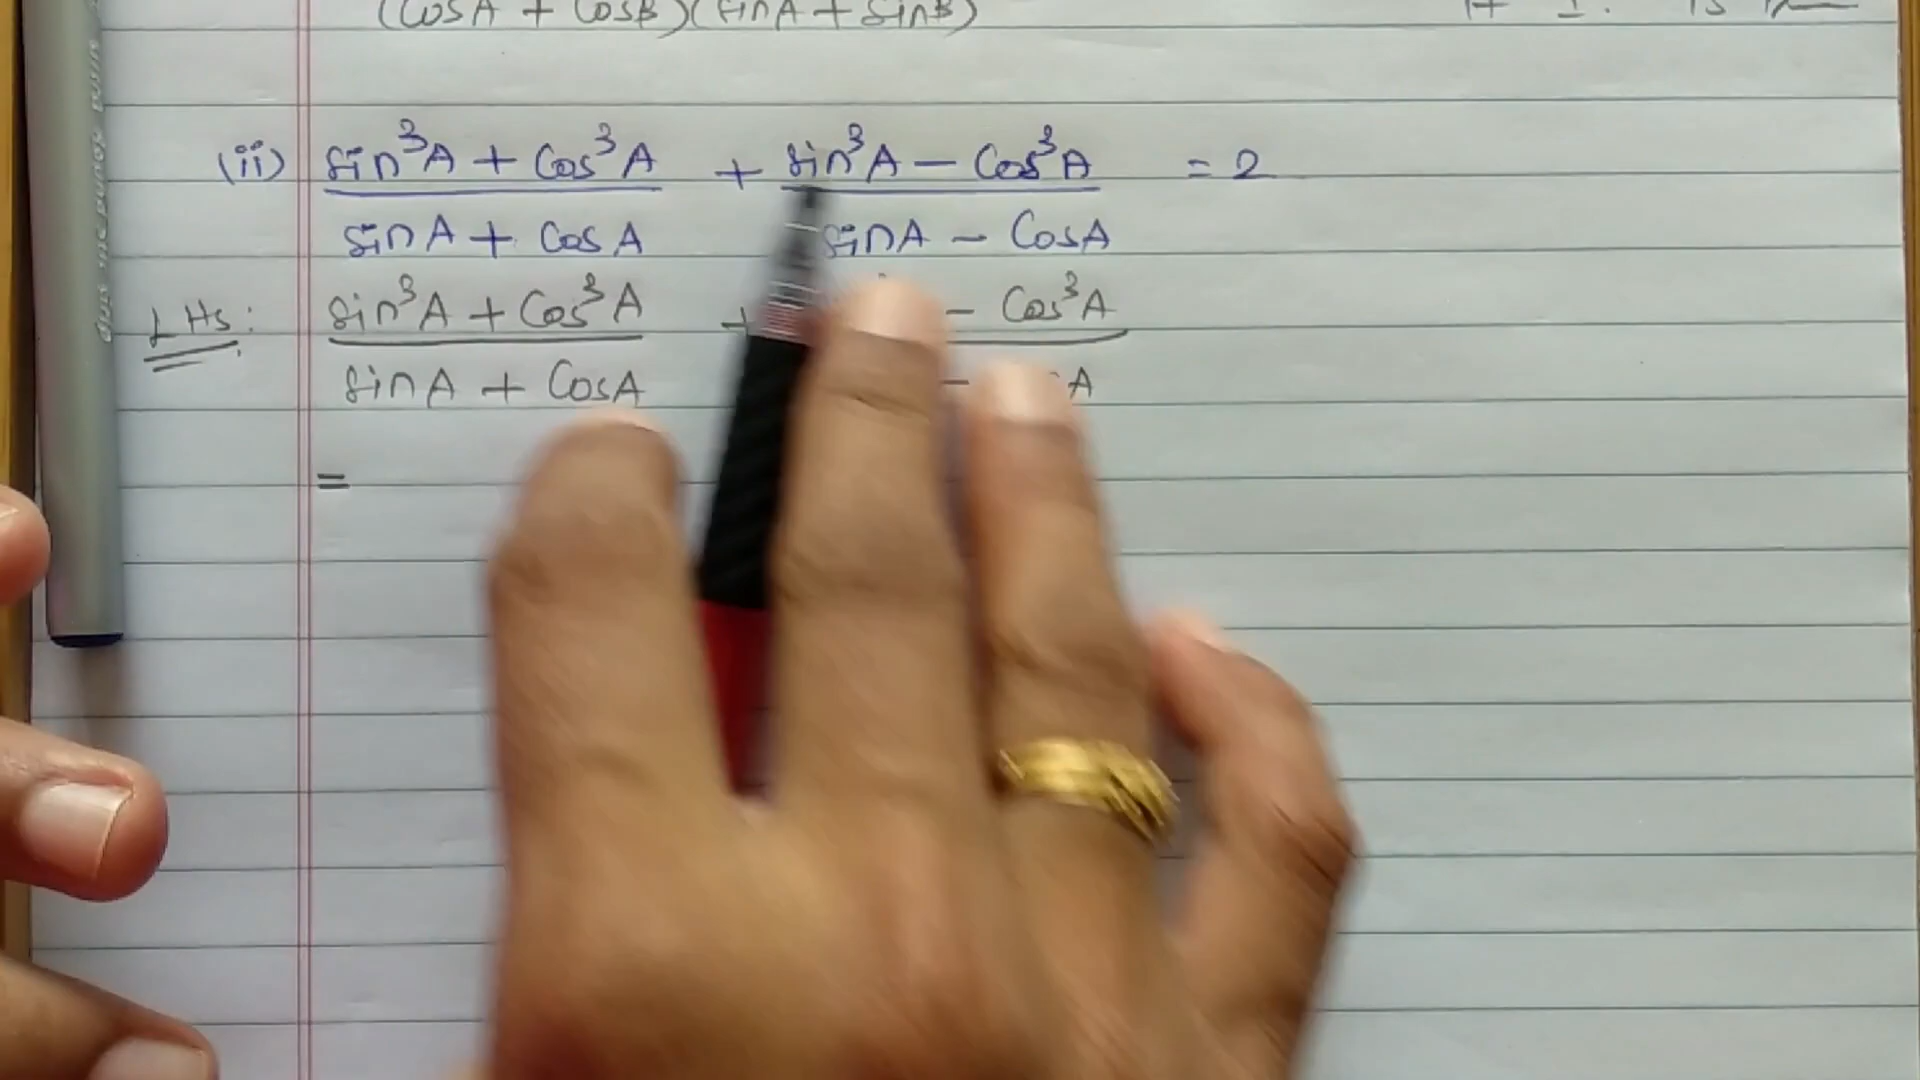 (cosA + cosB)(sinA + sinB)
(ii) sin³A + cos³A + sin³A - cos³A = 2
sinA + cosA sinA - cosA
LHS: sin³A + cos³A + - cos³A
sinA + cosA - A
=